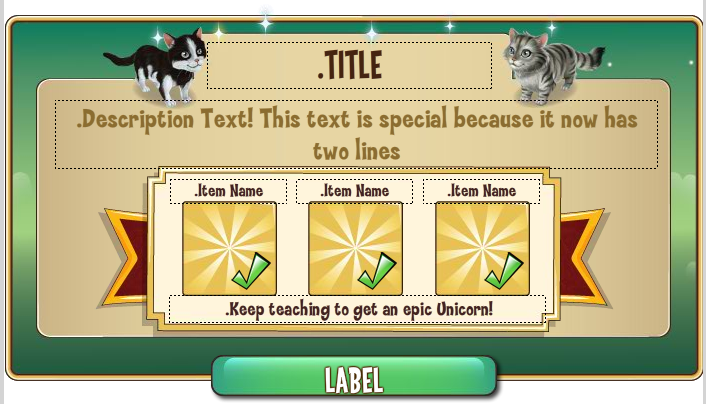 .TITLE
.Description Text! This text is special because it now has
two lines
.Item Name .Item Name .Item Name
.Keep teaching to get an epic Unicorn!
LABEL